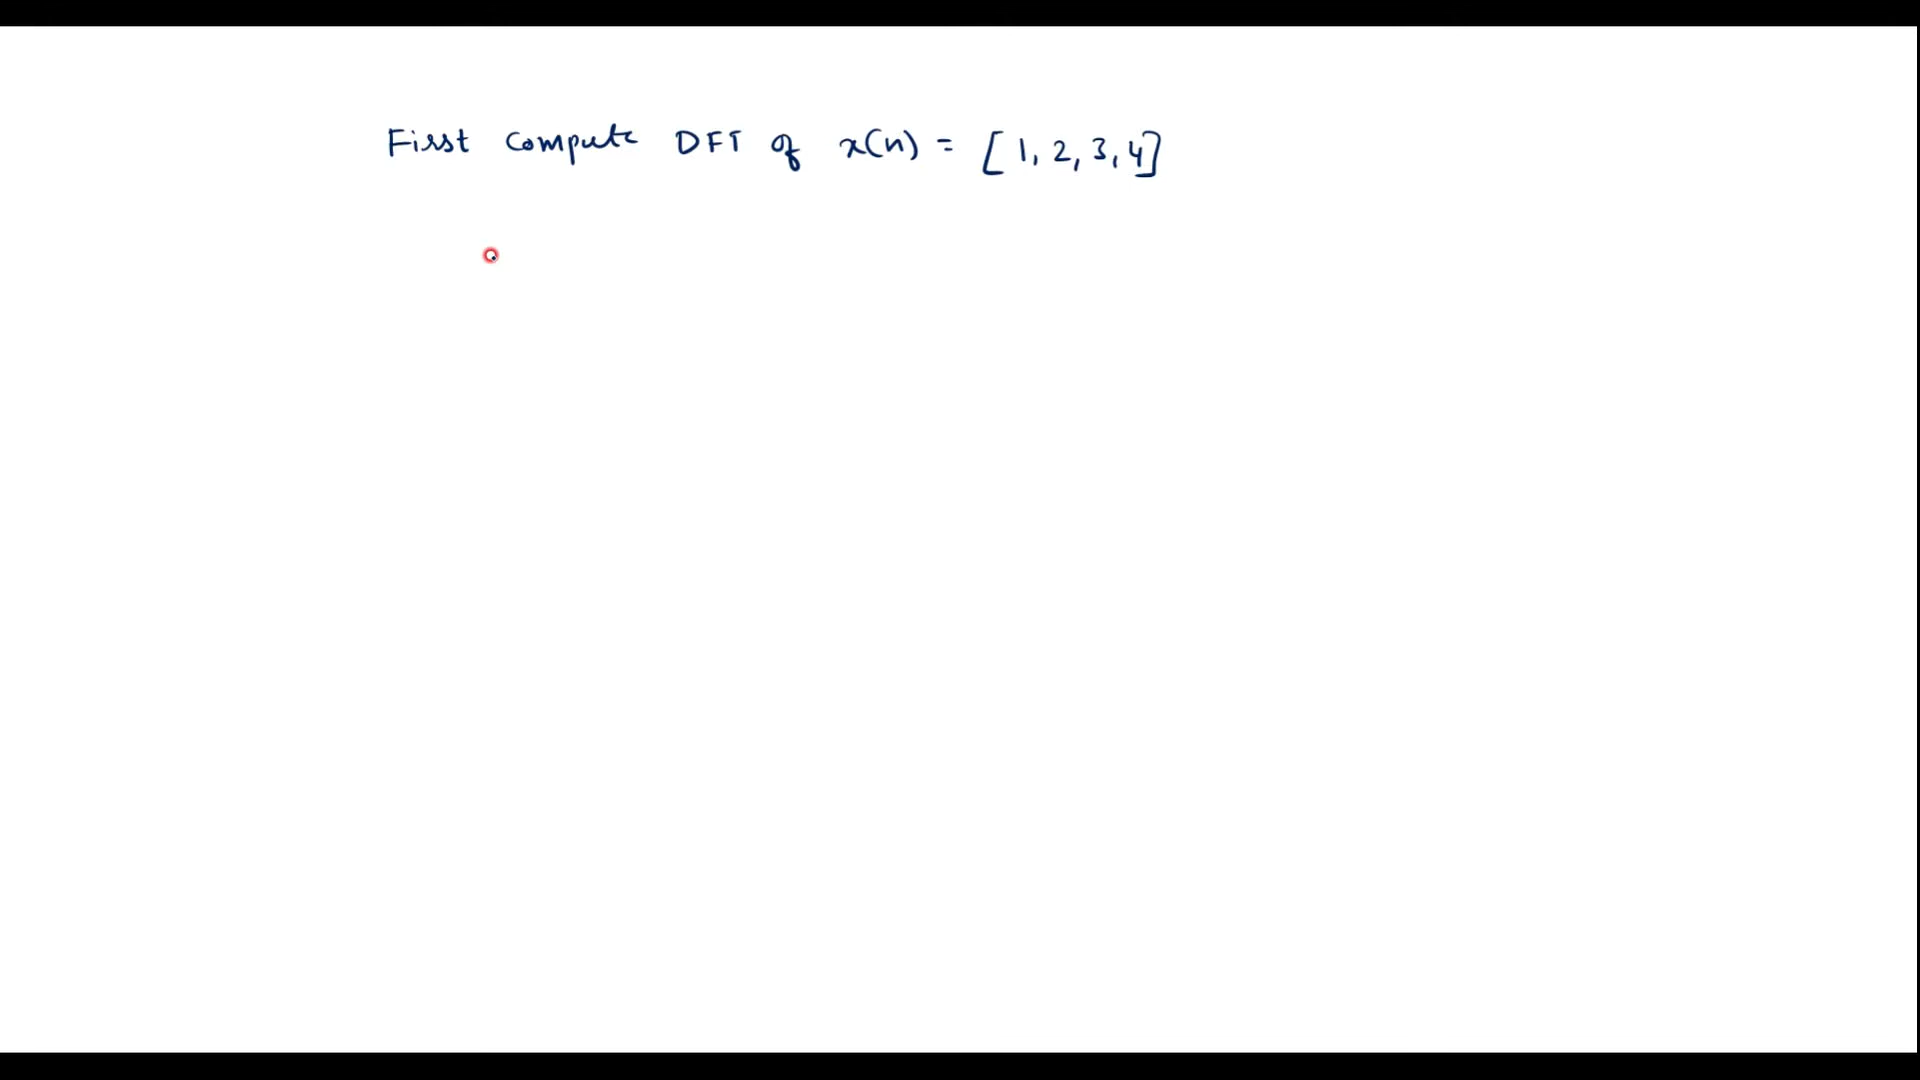 First compute DFT of x(n) = [1, 2, 3, 4]